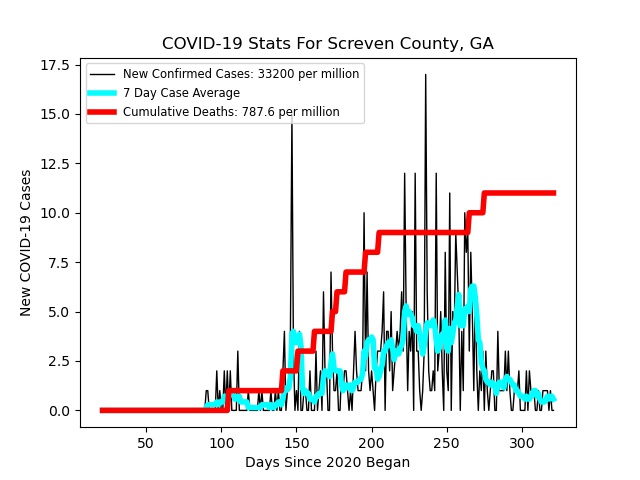 COVID-19 Stats For Screven County, GA
New Confirmed Cases: 33200 per million
7 Day Case Average
Cumulative Deaths: 787.6 per million
New COVID-19 Cases
17.5
15.0
12.5
10.0
7.5
5.0
2.5
0.0
50 100 150 200 250 300
Days Since 2020 Began